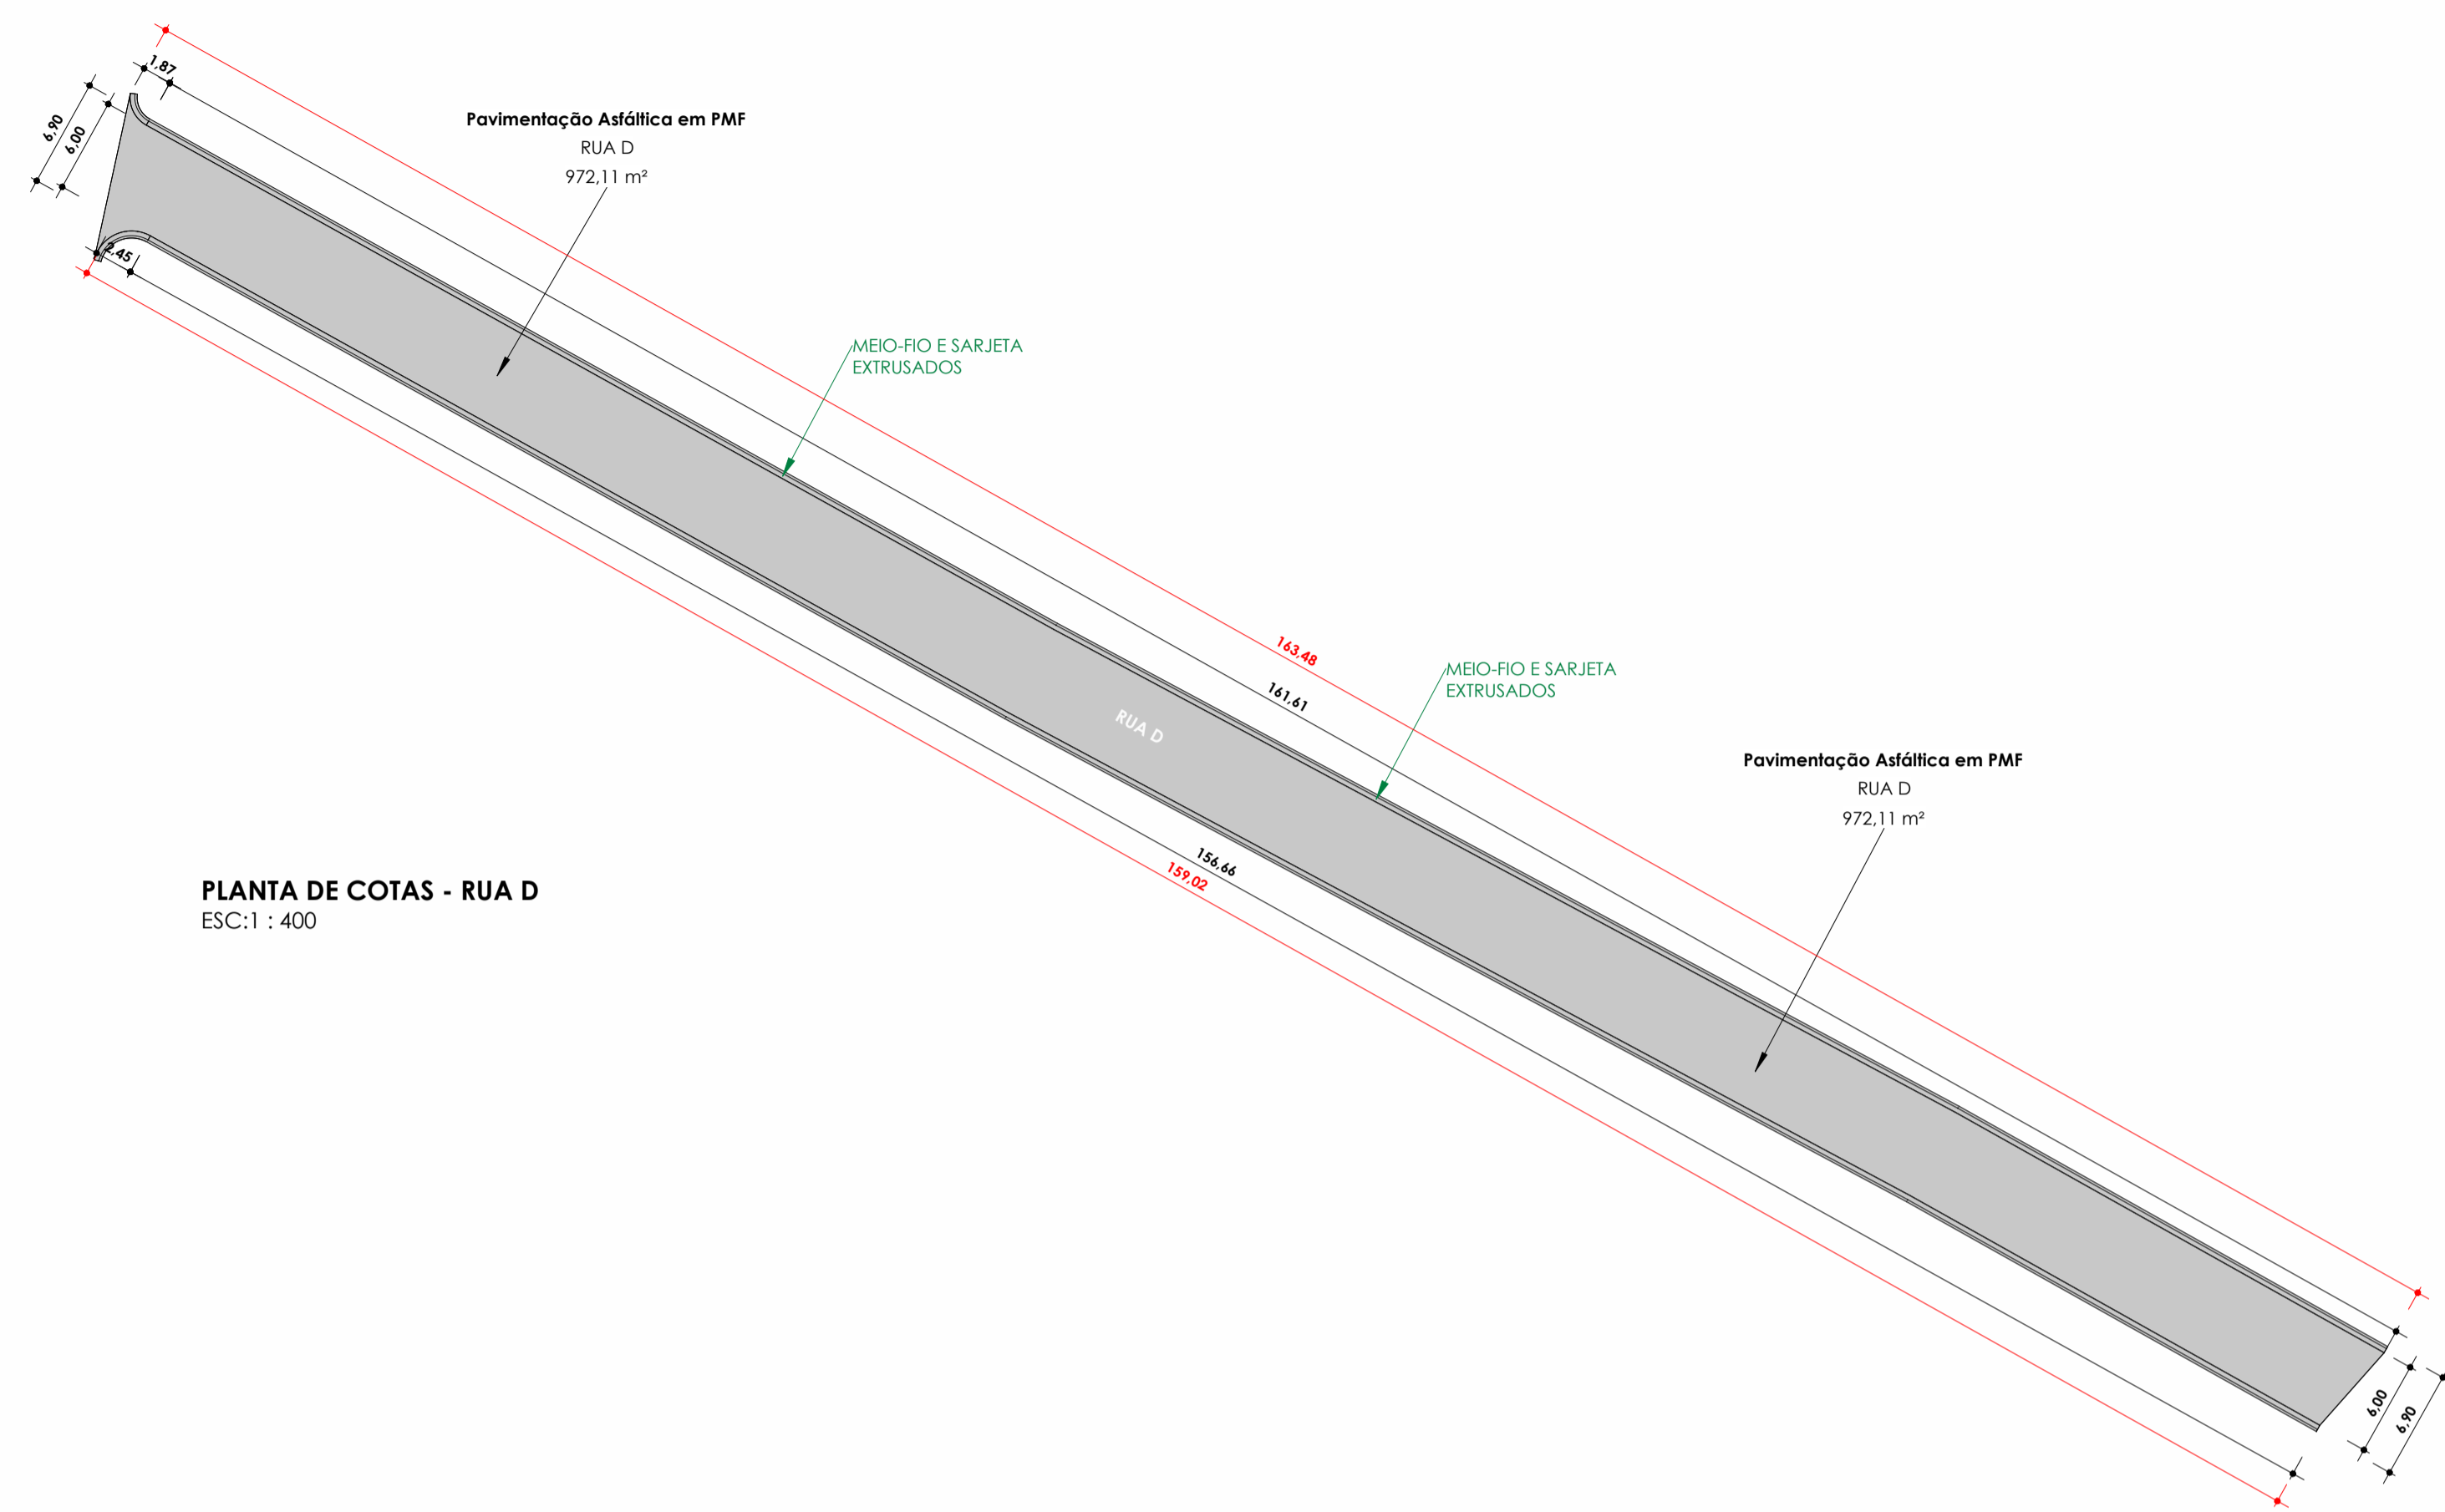 1,87
6,90
6,00
Pavimentação Asfáltica em PMF
RUA D
972,11 m²
2,45
MEIO-FIO E SARJETA
EXTRUSADOS
163,48
161,61
MEIO-FIO E SARJETA
EXTRUSADOS
RUA D
Pavimentação Asfáltica em PMF
RUA D
972,11 m²
156,66
159,02
PLANTA DE COTAS - RUA D
ESC:1 : 400
6,00
6,90